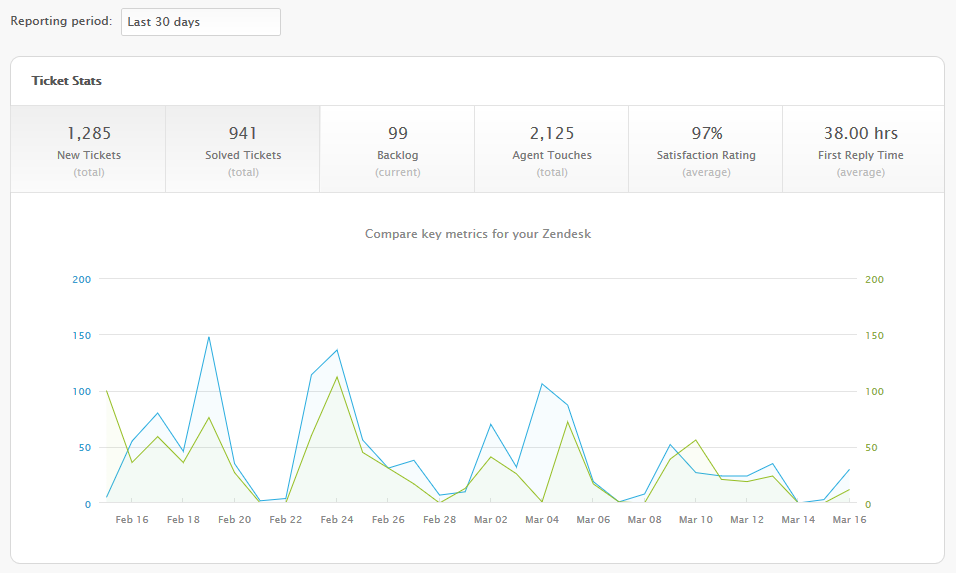 Reporting period: Last 30 days
Ticket Stats
1,285 941 99 2,125 97% 38.00 hrs
New Tickets Solved Tickets Backlog Agent Touches Satisfaction Rating First Reply Time
(total) (total) (current) (total) (average) (average)
Compare key metrics for your Zendesk
200 200
150 150
100 100
50 50
0 0
Feb 16 Feb 18 Feb 20 Feb 22 Feb 24 Feb 26 Feb 28 Mar 02 Mar 04 Mar 06 Mar 08 Mar 10 Mar 12 Mar 14 Mar 16